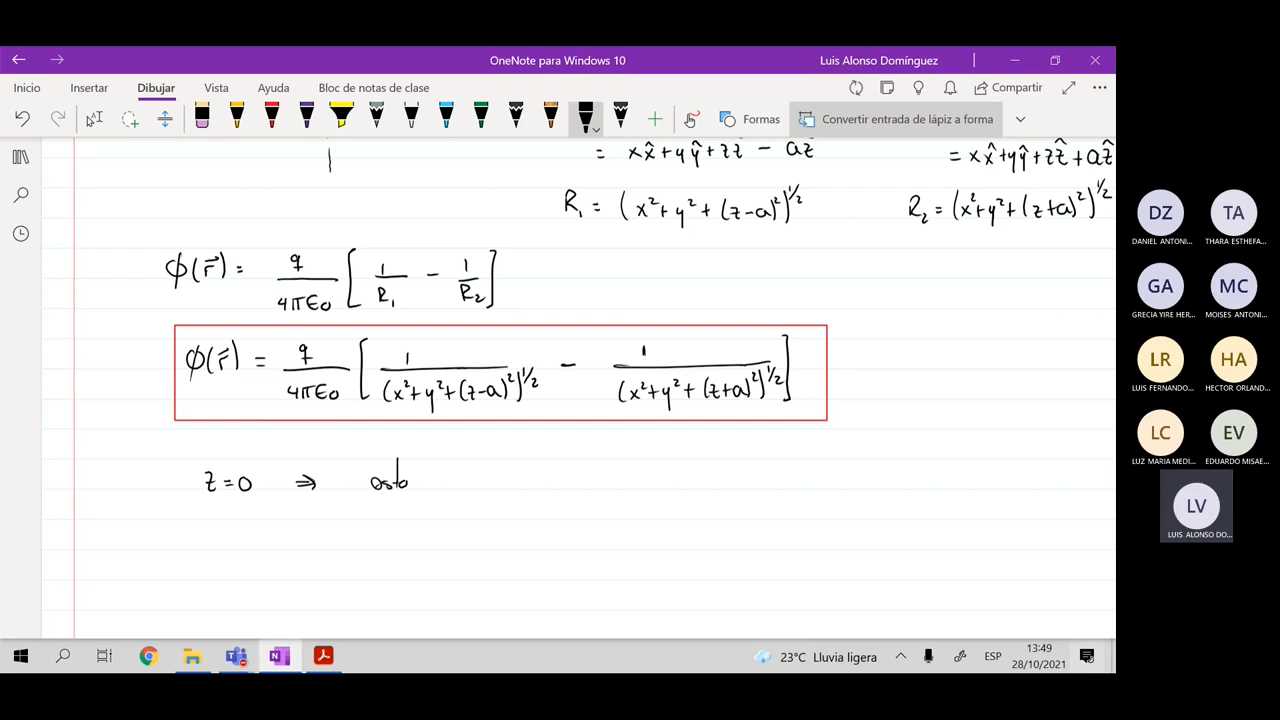 OneNote para Windows 10
Luis Alonso Domínguez
Inicio Insertar Dibujar Vista Ayuda Bloc de notas de clase
Compartir
Formas
Convertir entrada de lápiz a forma
= xx̂+yŷ+zẑ - aẑ
= xx̂+yŷ+zẑ+aẑ
R₁ = (x²+y²+(z-a)²)^1/2
R₂ = (x²+y²+(z+a)²)^1/2
ϕ(r⃗) = q/4πϵ₀ [1/R₁ - 1/R₂]
ϕ(r⃗) = q/4πϵ₀ [1/(x²+y²+(z-a)²)^1/2 - 1/(x²+y²+(z+a)²)^1/2]
z=0 ⇒
DZ
DANIEL ANTONI...
TA
THARA ESTHEFA...
GA
GRECIA YIRE HER...
MC
MOISES ANTONI...
LR
LUIS FERNANDO...
HA
HECTOR ORLAND...
LC
LUZ MARIA MEDI...
EV
EDUARDO MISAE...
LV
LUIS ALONSO DO...
23°C Lluvia ligera
ESP
13:49
28/10/2021